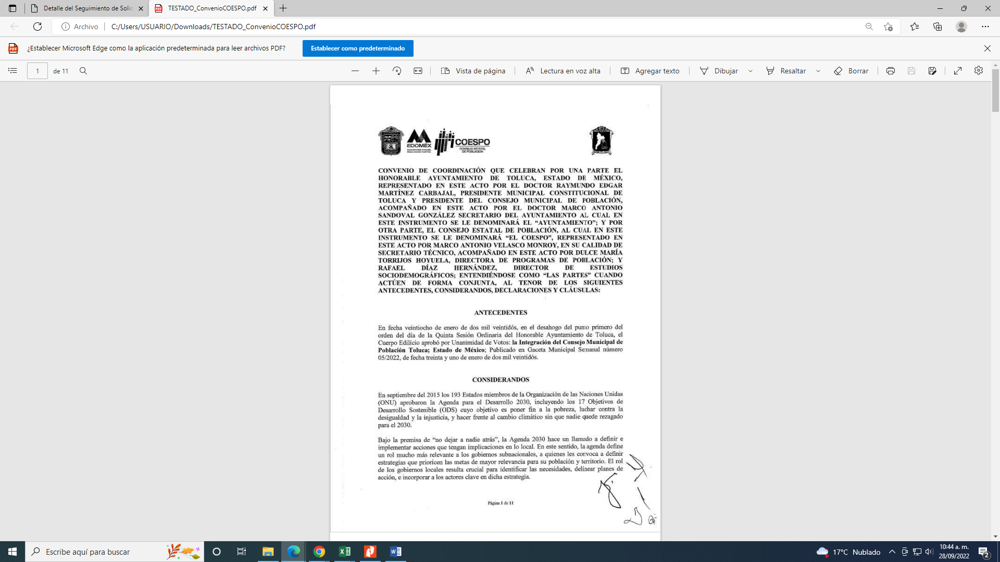 Detalle del Seguimiento de Solic
TESTADO_ConvenioCOESPO.pdf
Archivo
C:/Users/USUARIO/Downloads/TESTADO_ConvenioCOESPO.pdf
¿Establecer Microsoft Edge como la aplicación predeterminada para leer archivos PDF?
Establecer como predeterminado
1 de 11
Vista de página
Lectura en voz alta
Agregar texto
Dibujar
Resaltar
Borrar
EDOMÉX
COESPO
CONSEJO ESTATAL
DE POBLACIÓN
CONVENIO DE COORDINACIÓN QUE CELEBRAN POR UNA PARTE EL
HONORABLE AYUNTAMIENTO DE TOLUCA, ESTADO DE MÉXICO,
REPRESENTADO EN ESTE ACTO POR EL DOCTOR RAYMUNDO EDGAR
MARTÍNEZ CARBAJAL, PRESIDENTE MUNICIPAL CONSTITUCIONAL DE
TOLUCA Y PRESIDENTE DEL CONSEJO MUNICIPAL DE POBLACIÓN,
ACOMPAÑADO EN ESTE ACTO POR EL DOCTOR MARCO ANTONIO
SANDOVAL GONZÁLEZ SECRETARIO DEL AYUNTAMIENTO AL CUAL EN
ESTE INSTRUMENTO SE LE DENOMINARÁ EL “AYUNTAMIENTO”; Y POR
OTRA PARTE, EL CONSEJO ESTATAL DE POBLACIÓN, AL CUAL EN ESTE
INSTRUMENTO SE LE DENOMINARÁ “EL COESPO”, REPRESENTADO EN
ESTE ACTO POR MARCO ANTONIO VELASCO MONROY, EN SU CALIDAD DE
SECRETARIO TÉCNICO, ACOMPAÑADO EN ESTE ACTO POR DULCE MARÍA
TORRIJOS HOYUELA, DIRECTORA DE PROGRAMAS DE POBLACIÓN; Y
RAFAEL DÍAZ HERNÁNDEZ, DIRECTOR DE ESTUDIOS
SOCIODEMOGRÁFICOS; ENTENDIÉNDOSE COMO “LAS PARTES” CUANDO
ACTÚEN DE FORMA CONJUNTA, AL TENOR DE LOS SIGUIENTES
ANTECEDENTES, CONSIDERANDOS, DECLARACIONES Y CLÁUSULAS:
ANTECEDENTES
En fecha veintiocho de enero de dos mil veintidós, en el desahogo del punto primero del
orden del día de la Quinta Sesión Ordinaria del Honorable Ayuntamiento de Toluca, el
Cuerpo Edilicio aprobó por Unanimidad de Votos: la Integración del Consejo Municipal de
Población Toluca; Estado de México; Publicado en Gaceta Municipal Semanal número
05/2022, de fecha treinta y uno de enero de dos mil veintidós.
CONSIDERANDOS
En septiembre del 2015 los 193 Estados miembros de la Organización de las Naciones Unidas
(ONU) aprobaron la Agenda para el Desarrollo 2030, incluyendo los 17 Objetivos de
Desarrollo Sostenible (ODS) cuyo objetivo es poner fin a la pobreza, luchar contra la
desigualdad y la injusticia, y hacer frente al cambio climático sin que nadie quede rezagado
para el 2030.
Bajo la premisa de “no dejar a nadie atrás”, la Agenda 2030 hace un llamado a definir e
implementar acciones que tengan implicaciones en lo local. En este sentido, la agenda define
un rol mucho más relevante a los gobiernos subnacionales, a quienes les convoca a definir
estrategias que prioricen las metas de mayor relevancia para su población y territorio. El rol
de los gobiernos locales resulta crucial para identificar las necesidades, delinear planes de
acción, e incorporar a los actores clave en dicha estrategia.
Página 1 de 11
Escribe aquí para buscar
17°C Nublado
10:44 a. m.
28/09/2022
2